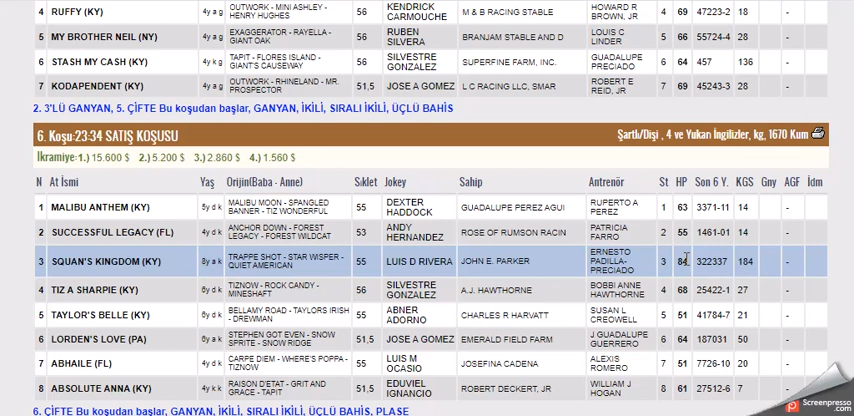 4 RUFFY (KY) 4y a g OUTWORK - MINI ASHLEY - HENRY HUGHES 56 KENDRICK CARMOUCHE M & B RACING STABLE HOWARD R BROWN, JR 4 69 47223-2 18 -
5 MY BROTHER NEIL (NY) 4y a g EXAGGERATOR - RAYELLA - GIANT OAK 56 RUBEN SILVERA BRANJAM STABLE AND D LOUIS C LINDER 5 66 55724-4 28 -
6 STASH MY CASH (KY) 4y k g TAPIT - FLORES ISLAND - GIANT'S CAUSEWAY 56 SILVESTRE GONZALEZ SUPERFINE FARM, INC. GUADALUPE PRECIADO 6 64 457 136 -
7 KODAPENDENT (KY) 4y a g OUTWORK - RHINELAND - MR. PROSPECTOR 51,5 JOSE A GOMEZ L C RACING LLC, SMAR ROBERT E REID, JR 7 69 45243-3 28 -
2. 3'LÜ GANYAN, 5. ÇİFTE Bu koşudan başlar, GANYAN, İKİLİ, SIRALI İKİLİ, ÜÇLÜ BAHİS
6. Koşu:23:34 SATIŞ KOŞUSU Şartlı/Dişi , 4 ve Yukarı İngilizler, kg, 1670 Kum
İkramiye:1.) 15.600 $ 2.) 5.200 $ 3.) 2.860 $ 4.) 1.560 $
N At İsmi Yaş Orijin(Baba - Anne) Sıklet Jokey Sahip Antrenör St HP Son 6 Y. KGS Gny AGF İdm
1 MALIBU ANTHEM (KY) 5y d k MALIBU MOON - SPANGLED BANNER - TIZ WONDERFUL 55 DEXTER HADDOCK GUADALUPE PEREZ AGUI RUPERTO A PEREZ 1 63 3371-11 14 -
2 SUCCESSFUL LEGACY (FL) 4y d k ANCHOR DOWN - FOREST LEGACY - FOREST WILDCAT 53 ANDY HERNANDEZ ROSE OF RUMSON RACIN PATRICIA FARRO 2 55 1461-01 14 -
3 SQUAN'S KINGDOM (KY) 8y a k TRAPPE SHOT - STAR WISPER - QUIET AMERICAN 55 LUIS D RIVERA JOHN E. PARKER ERNESTO PADILLA-PRECIADO 3 84 322337 184 -
4 TIZ A SHARPIE (KY) 6y d k TIZNOW - ROCK CANDY - MINESHAFT 56 SILVESTRE GONZALEZ A.J. HAWTHORNE BOBBI ANNE HAWTHORNE 4 68 25422-1 27 -
5 TAYLOR'S BELLE (KY) 6y d k BELLAMY ROAD - TAYLORS IRISH - DREWMAN 55 ABNER ADORNO CHARLES R HARVATT SUSAN L CROWELL 5 51 41784-7 21 -
6 LORDEN'S LOVE (PA) 6y a k STEPHEN GOT EVEN - SNOW SPRITE - SNOW RIDGE 51,5 JOSE A GOMEZ EMERALD FIELD FARM J GUADALUPE GUERRERO 6 64 187031 50 -
7 ABHAILE (FL) 4y d k CARPE DIEM - WHERE'S POPPA - TIZNOW 55 LUIS M OCASIO JOSEFINA CADENA ALEXIS ROMERO 7 51 7726-10 20 -
8 ABSOLUTE ANNA (KY) 4y k k RAISON D'ETAT - GRIT AND GRACE - TAPIT 51,5 EDUVIEL IGNANCIO ROBERT DECKERT, JR WILLIAM J HOGAN 8 61 27512-6 7 -
6. ÇİFTE Bu koşudan başlar, GANYAN, İKİLİ, SIRALI İKİLİ, ÜÇLÜ BAHİS, PLASE
Screenpresso.com